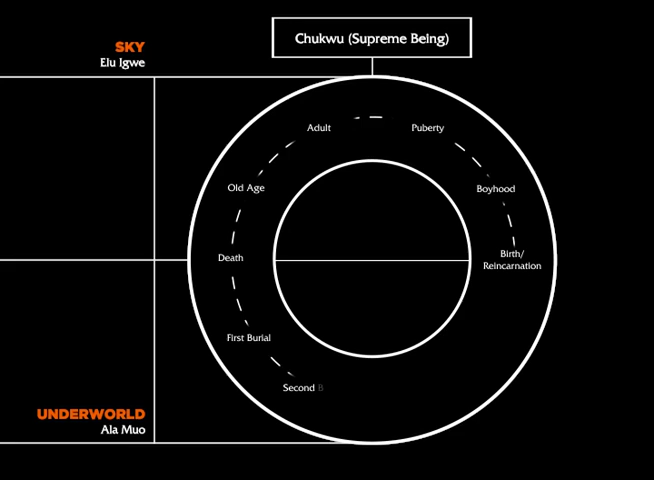 Chukwu (Supreme Being)
SKY
Elu Igwe
Adult
Puberty
Old Age
Boyhood
Death
Birth/
Reincarnation
First Burial
Second B
UNDERWORLD
Ala Muo